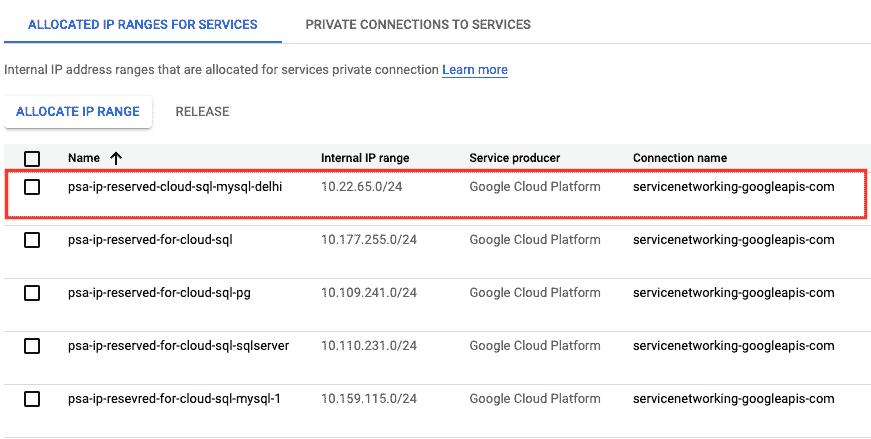 ALLOCATED IP RANGES FOR SERVICES PRIVATE CONNECTIONS TO SERVICES
Internal IP address ranges that are allocated for services private connection Learn more
ALLOCATE IP RANGE RELEASE
Name Internal IP range Service producer Connection name
psa-ip-reserved-cloud-sql-mysql-delhi 10.22.65.0/24 Google Cloud Platform servicenetworking-googleapis-com
psa-ip-reserved-for-cloud-sql 10.177.255.0/24 Google Cloud Platform servicenetworking-googleapis-com
psa-ip-reserved-for-cloud-sql-pg 10.109.241.0/24 Google Cloud Platform servicenetworking-googleapis-com
psa-ip-reserved-for-cloud-sql-sqlserver 10.110.231.0/24 Google Cloud Platform servicenetworking-googleapis-com
psa-ip-resevred-for-cloud-sql-mysql-1 10.159.115.0/24 Google Cloud Platform servicenetworking-googleapis-com